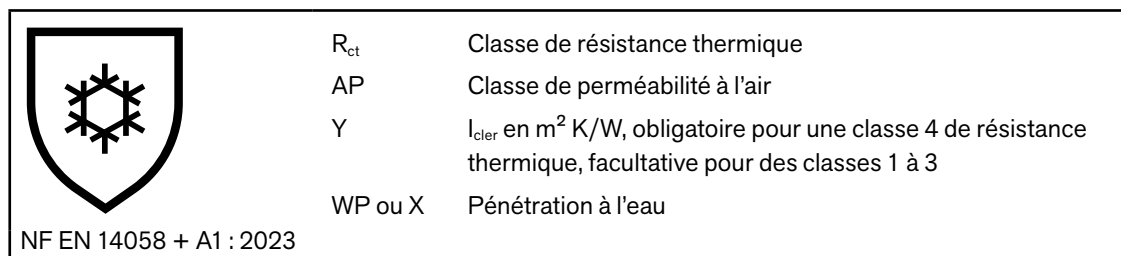 R_ct Classe de résistance thermique
AP Classe de perméabilité à l’air
Y I_cler en m² K/W, obligatoire pour une classe 4 de résistance
thermique, facultative pour des classes 1 à 3
WP ou X Pénétration à l’eau
NF EN 14058 + A1 : 2023